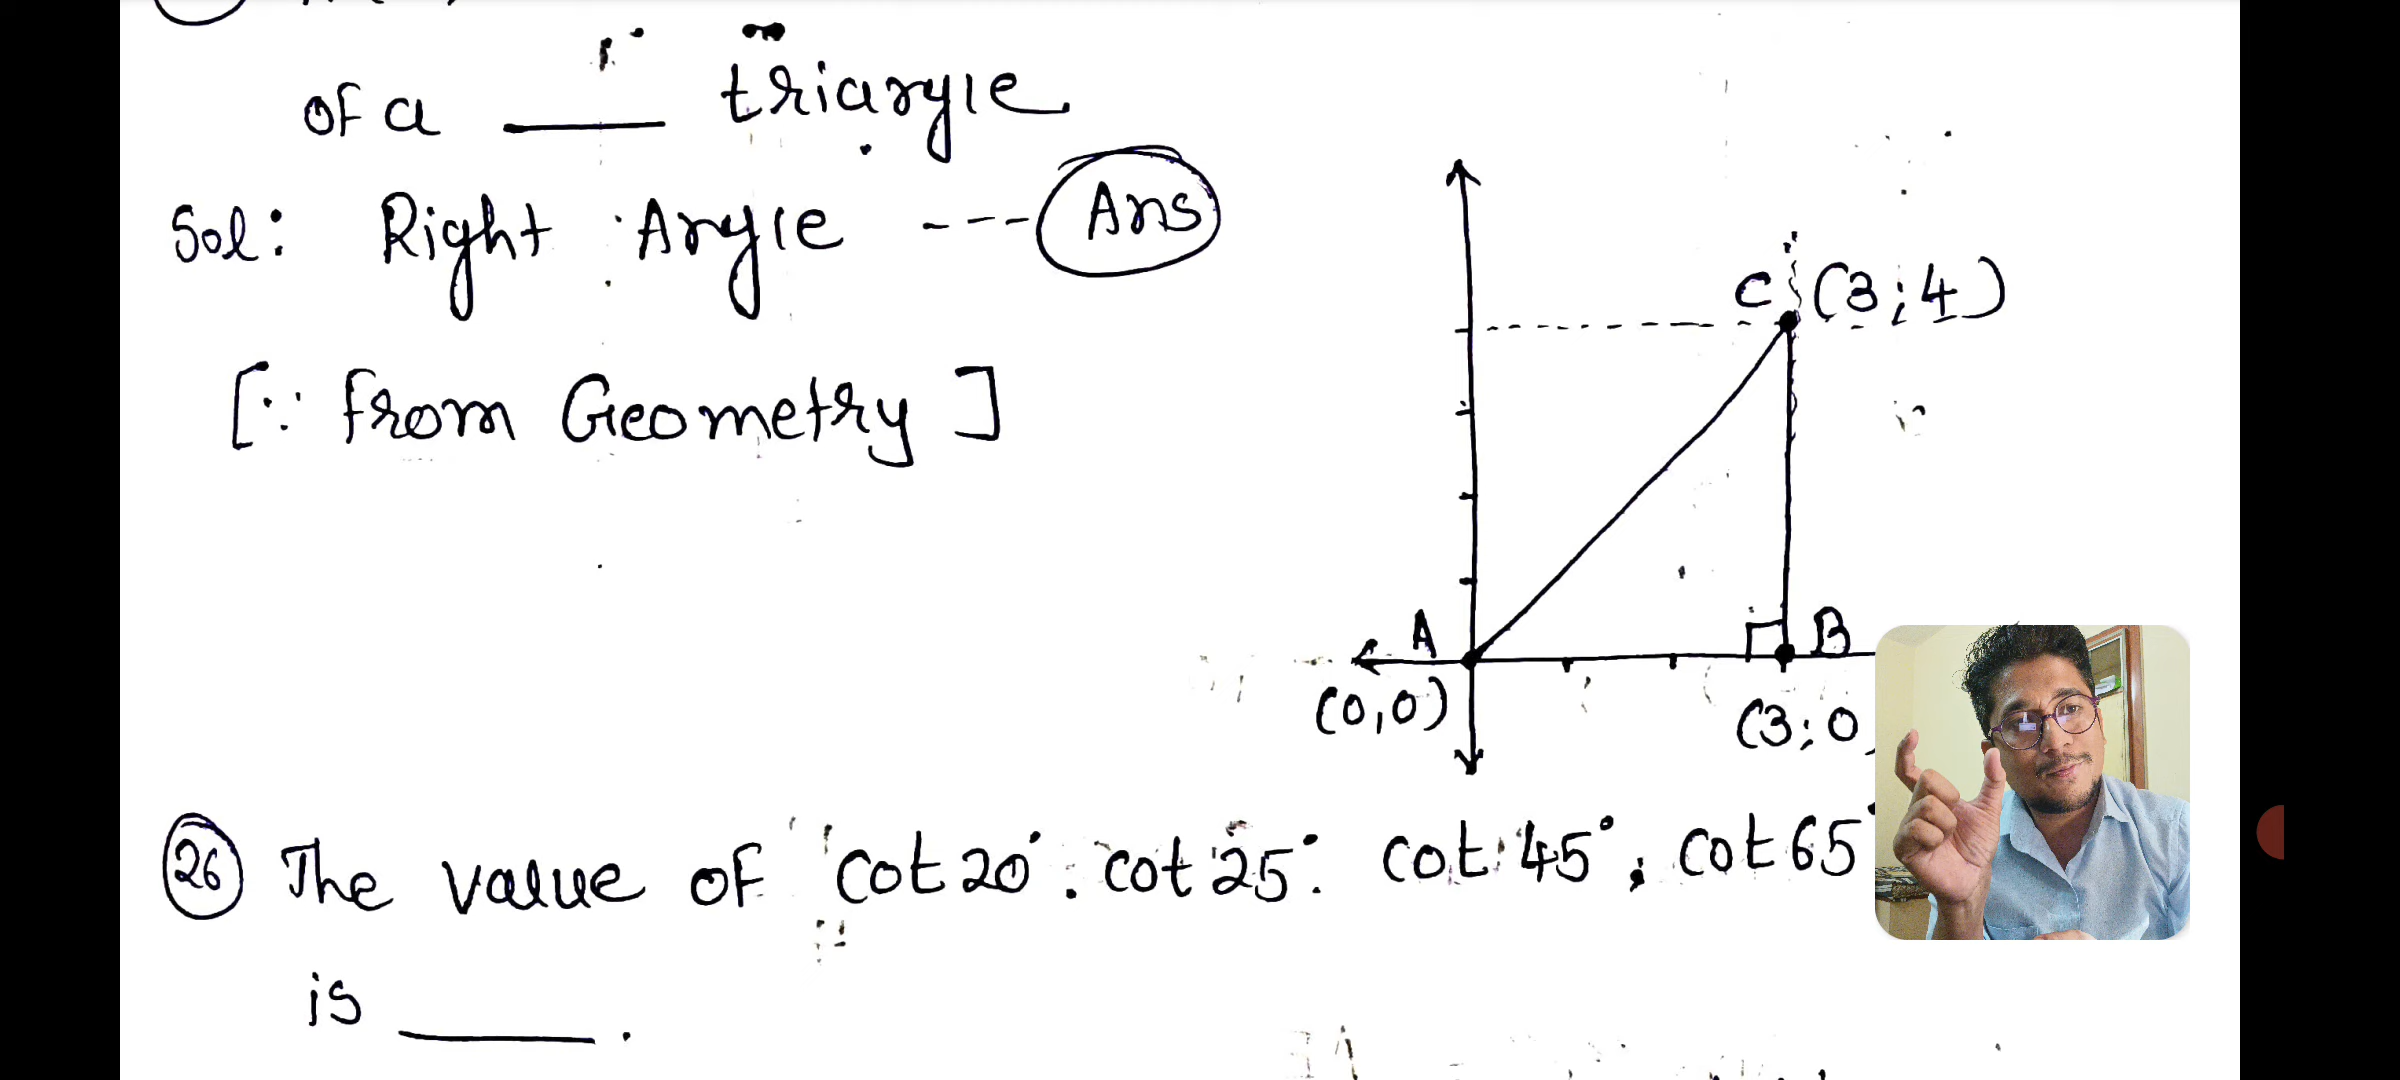 of a ____ triangle
Sol: Right Angle --- Ans
[∵ from Geometry]
C (3;4)
A
B
(0,0)
(3;0
26 The value of cot 20°. cot 25°. cot 45°. cot 65°
is ____.